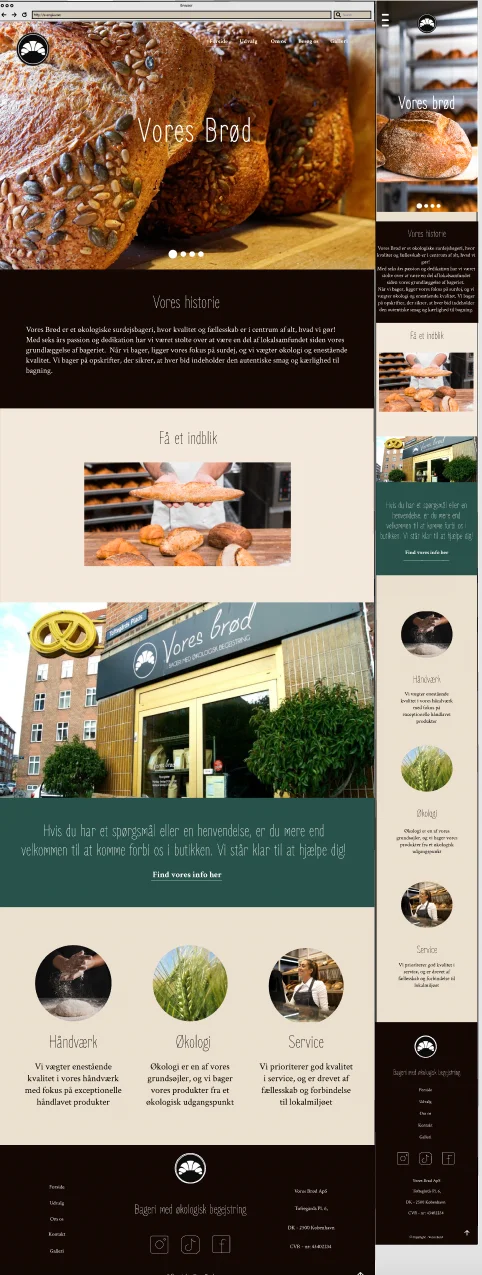 Browser
Forside
Udvalg
Om os
Besøg os
Galleri
Vores Brød
Vores historie
Vores Brød er et økologiske surdejsbageri, hvor kvalitet og fællesskab er i centrum af alt, hvad vi gør!
Med seks års passion og dedikation har vi været stolte over at være en del af lokalsamfundet siden vores
grundlæggelse af bageriet. Når vi bager, ligger vores fokus på surdej, og vi vægter økologi og enestående
kvalitet. Vi bager på opskrifter, der sikrer, at hver bid indeholder den autentiske smag og kærlighed til
bagning.
Få et indblik
Toftegårds Plads
Vores brød
BAGERI MED ØKOLOGISK BEGEJSTRING
Hvis du har et spørgsmål eller en henvendelse, er du mere end
velkommen til at komme forbi os i butikken. Vi står klar til at hjælpe dig!
Find vores info her
Håndværk
Vi vægter enestående
kvalitet i vores håndværk
med fokus på exceptionelle
håndlavet produkter
Økologi
Økologi er en af vores
grundsøjler, og vi bager
vores produkter fra et
økologisk udgangspunkt
Service
Vi prioriterer god kvalitet
i service, og er drevet af
fællesskab og forbindelse
til lokalmiljøet
Forside
Udvalg
Om os
Kontakt
Galleri
Bageri med økologisk begejstring
Vores Brød ApS
Toftegårds Pl. 6,
DK - 2500 København
CVR - nr: 43402234
Vores brød
Vores historie
Vores Brød er et økologiske surdejsbageri, hvor
kvalitet og fællesskab er i centrum af alt, hvad vi
gør!
Med seks års passion og dedikation har vi været
stolte over at være en del af lokalsamfundet
siden vores grundlæggelse af bageriet.
Når vi bager, ligger vores fokus på surdej, og vi
vægter økologi og enestående kvalitet. Vi bager
på opskrifter, der sikrer, at hver bid indeholder
den autentiske smag og kærlighed til bagning
Få et indblik
Vores brød
Hvis du har et spørgsmål eller en
henvendelse, er du mere end
velkommen til at komme forbi os i
butikken. Vi står klar til at hjælpe dig!
Find vores info her
Håndværk
Vi vægter enestående
kvalitet i vores håndværk
med fokus på
exceptionelle håndlavet
produkter
Økologi
Økologi er en af vores
grundsøjler, og vi bager vores
produkter fra et økologisk
udgangspunkt
Service
Vi prioriterer god kvalitet i
service, og er drevet af
fællesskab og forbindelse til
lokalmiljøet
Bageri med økologisk begejstring
Forside
Udvalg
Om os
Kontakt
Galleri
Vores Brød ApS
Toftegårds Pl. 6,
DK - 2500 København
CVR - nr: 43402234